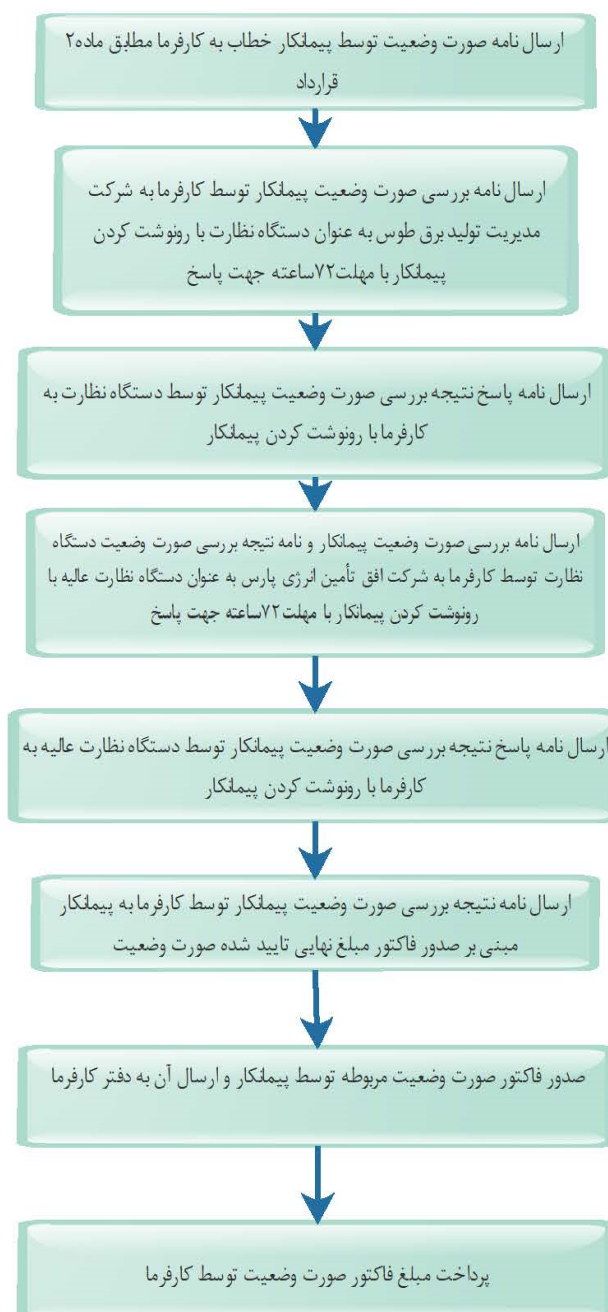 ارسال نامه صورت وضعیت توسط پیمانکار خطاب به کارفرما مطابق ماده۲
قرارداد
ارسال نامه بررسی صورت وضعیت پیمانکار توسط کارفرما به شرکت
مدیریت تولید برق طوس به عنوان دستگاه نظارت با رونوشت کردن
پیمانکار با مهلت۷۲ساعته جهت پاسخ
ارسال نامه پاسخ نتیجه بررسی صورت وضعیت پیمانکار توسط دستگاه نظارت به
کارفرما با رونوشت کردن پیمانکار
ارسال نامه بررسی صورت وضعیت پیمانکار و نامه نتیجه بررسی صورت وضعیت دستگاه
نظارت توسط کارفرما به شرکت افق تأمین انرژی پارس به عنوان دستگاه نظارت عالیه با
رونوشت کردن پیمانکار با مهلت۷۲ساعته جهت پاسخ
ارسال نامه پاسخ نتیجه بررسی صورت وضعیت پیمانکار توسط دستگاه نظارت عالیه به
کارفرما با رونوشت کردن پیمانکار
ارسال نامه نتیجه بررسی صورت وضعیت پیمانکار توسط کارفرما به پیمانکار
مبنی بر صدور فاکتور مبلغ نهایی تایید شده صورت وضعیت
صدور فاکتور صورت وضعیت مربوطه توسط پیمانکار و ارسال آن به دفتر کارفرما
پرداخت مبلغ فاکتور صورت وضعیت توسط کارفرما